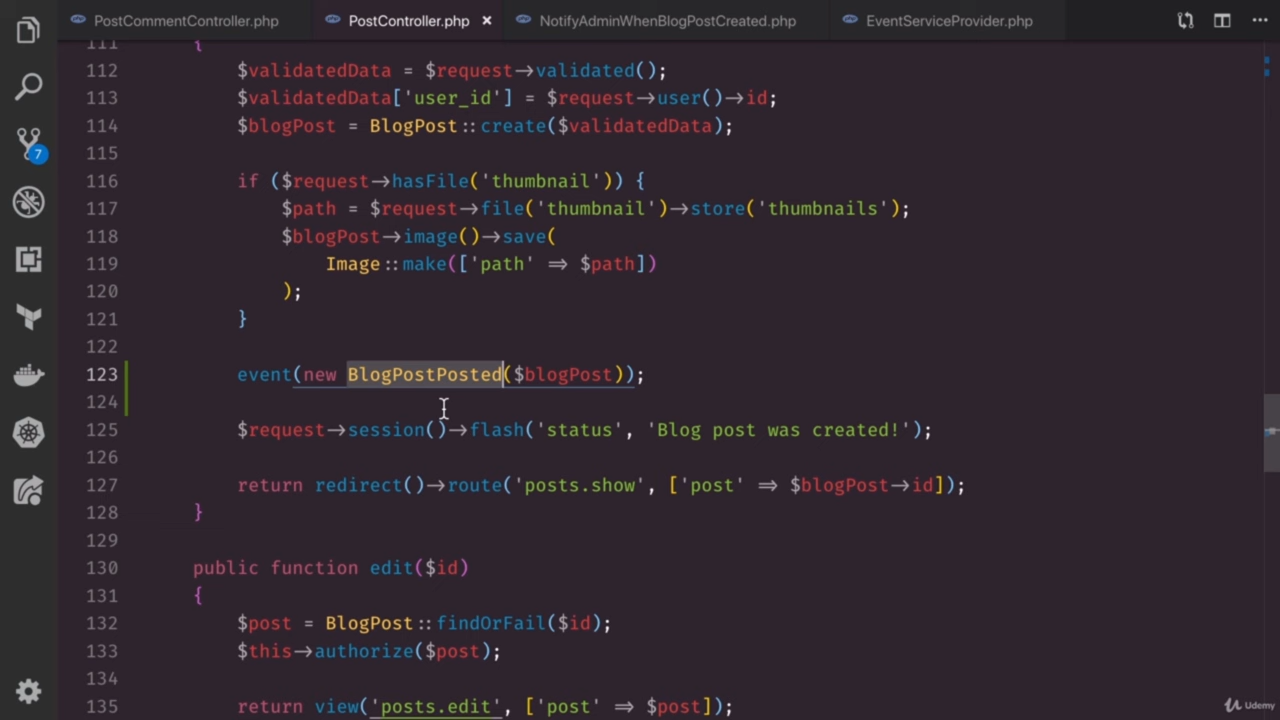 PostCommentController.php PostController.php × NotifyAdminWhenBlogPostCreated.php EventServiceProvider.php
111 {
112 $validatedData = $request→validated();
113 $validatedData['user_id'] = $request→user()→id;
114 $blogPost = BlogPost::create($validatedData);
115
116 if ($request→hasFile('thumbnail')) {
117 $path = $request→file('thumbnail')→store('thumbnails');
118 $blogPost→image()→save(
119 Image::make(['path' ⇒ $path])
120 );
121 }
122
123 event(new BlogPostPosted($blogPost));
124
125 $request→session()→flash('status', 'Blog post was created!');
126
127 return redirect()→route('posts.show', ['post' ⇒ $blogPost→id]);
128 }
129
130 public function edit($id)
131 {
132 $post = BlogPost::findOrFail($id);
133 $this→authorize($post);
134
135 return view('posts.edit', ['post' ⇒ $post]);
7
Udemy